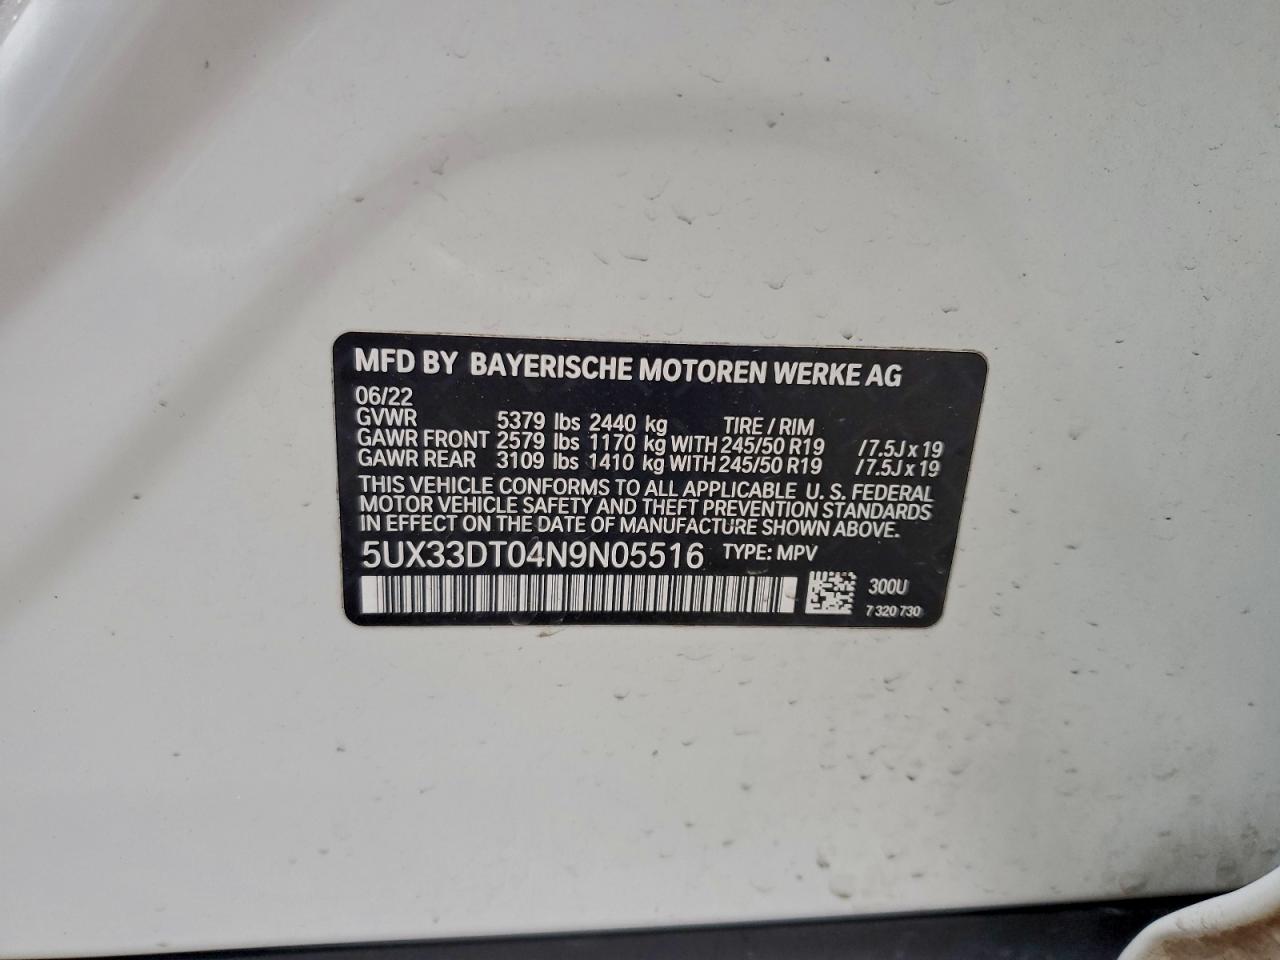 MFD BY BAYERISCHE MOTOREN WERKE AG
06/22
GVWR 5379 lbs 2440 kg TIRE / RIM
GAWR FRONT 2579 lbs 1170 kg WITH 245/50 R19 /7.5J x 19
GAWR REAR 3109 lbs 1410 kg WITH 245/50 R19 /7.5J x 19
THIS VEHICLE CONFORMS TO ALL APPLICABLE U. S. FEDERAL
MOTOR VEHICLE SAFETY AND THEFT PREVENTION STANDARDS
IN EFFECT ON THE DATE OF MANUFACTURE SHOWN ABOVE.
5UX33DT04N9N05516 TYPE: MPV
300U
7 320 730